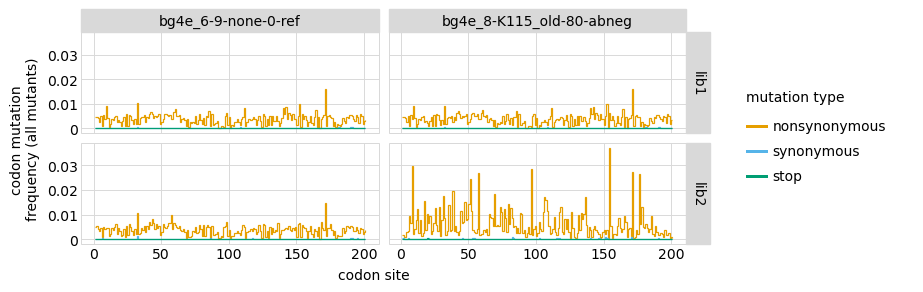 bg4e_6-9-none-0-ref
bg4e_8-K115_old-80-abneg
codon mutation
frequency (all mutants)
0.03
0.02
0.01
0
lib1
0.03
0.02
0.01
0
lib2
0
50
100
150
200
0
50
100
150
200
codon site
mutation type
nonsynonymous
synonymous
stop